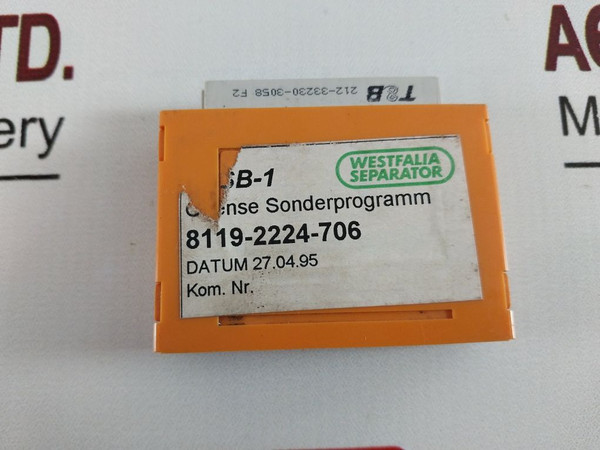 TD.
ery
T&B
212-33230-3058 F2
SB-1
WESTFALIA
SEPARATOR
Sonderprogramm
8119-2224-706
DATUM 27.04.95
Kom. Nr.